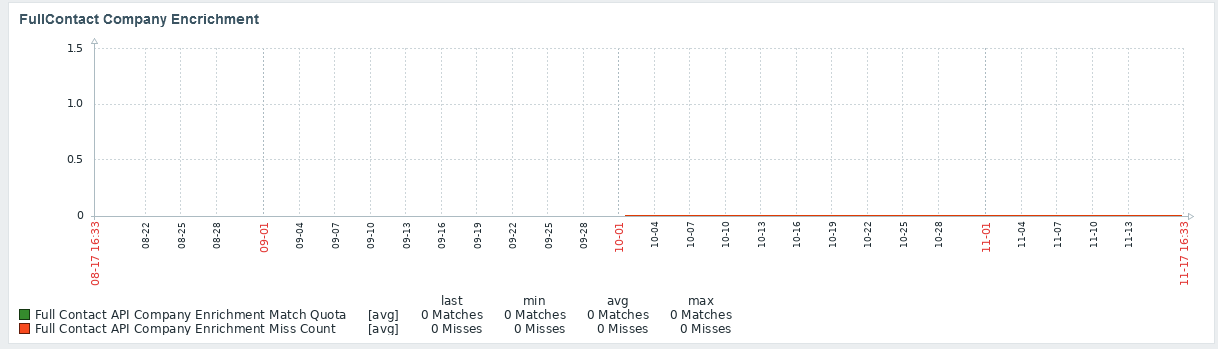 FullContact Company Encrichment
1.5
1.0
0.5
0
08-17 16:33 08-22 08-25 08-28 09-01 09-04 09-07 09-10 09-13 09-16 09-19 09-22 09-25 09-28 10-01 10-04 10-07 10-10 10-13 10-16 10-19 10-22 10-25 10-28 11-01 11-04 11-07 11-10 11-13 11-17 16:33
last min avg max
Full Contact API Company Enrichment Match Quota [avg] 0 Matches 0 Matches 0 Matches 0 Matches
Full Contact API Company Enrichment Miss Count [avg] 0 Misses 0 Misses 0 Misses 0 Misses